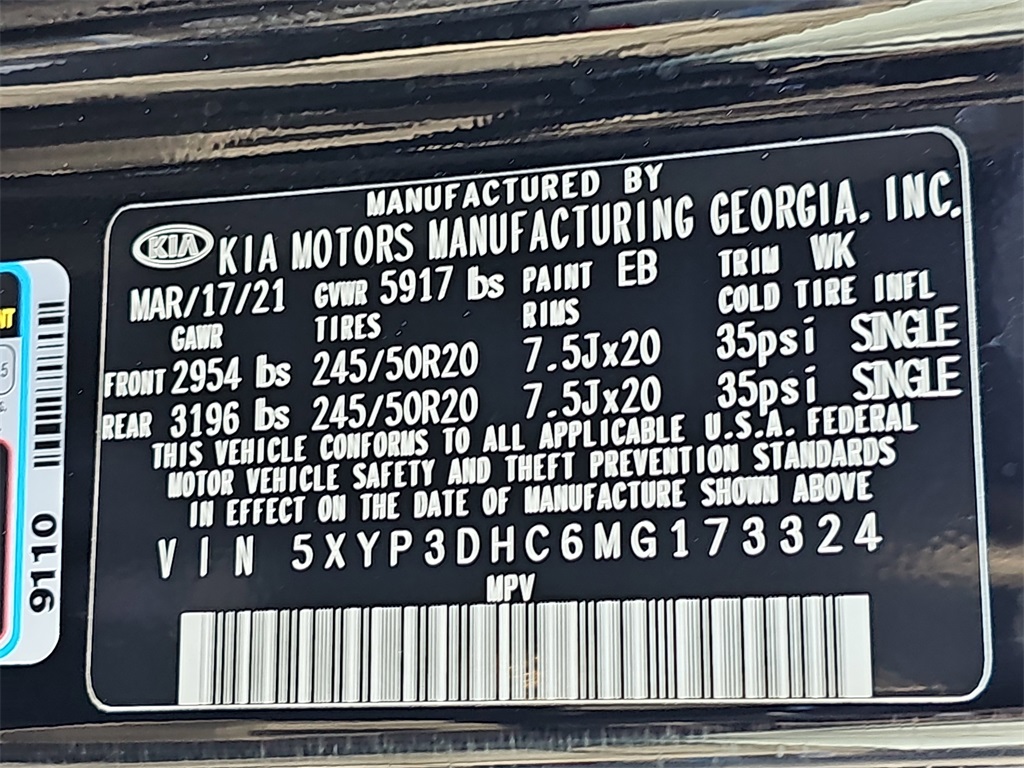 MANUFACTURED BY
KIA KIA MOTORS MANUFACTURING GEORGIA, INC.
MAR/17/21 GVWR 5917 lbs PAINT EB TRIM WK
GAWR TIRES RIMS COLD TIRE INFL
FRONT 2954 lbs 245/50R20 7.5Jx20 35psi SINGLE
REAR 3196 lbs 245/50R20 7.5Jx20 35psi SINGLE
THIS VEHICLE CONFORMS TO ALL APPLICABLE U.S.A. FEDERAL
MOTOR VEHICLE SAFETY AND THEFT PREVENTION STANDARDS
IN EFFECT ON THE DATE OF MANUFACTURE SHOWN ABOVE
VIN 5XYP3DHC6MG173324
MPV
9110